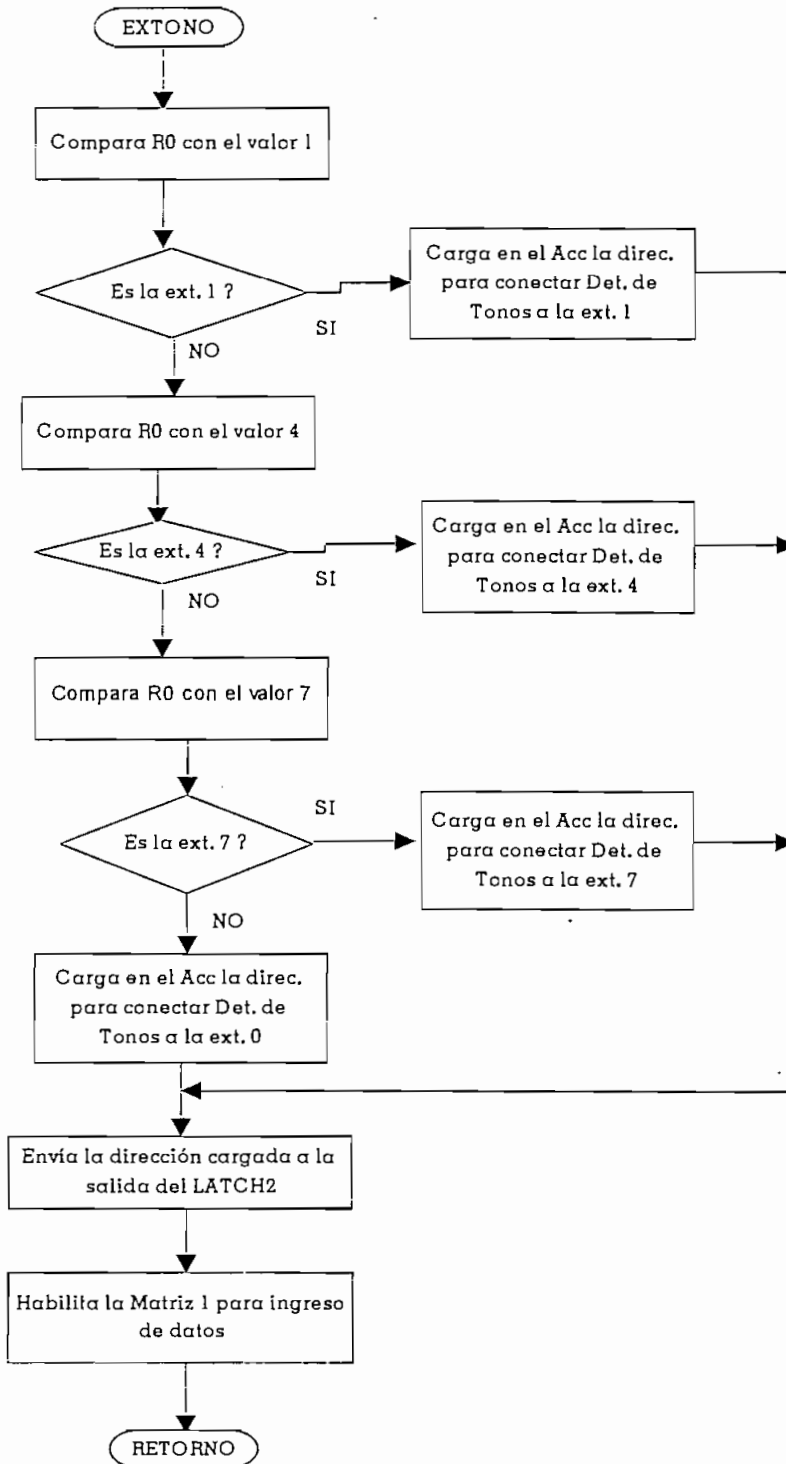 EXTONO
Compara R0 con el valor 1
Es la ext. 1 ?
SI
NO
Carga en el Acc la direc.
para conectar Det. de
Tonos a la ext. 1
Compara R0 con el valor 4
Es la ext. 4 ?
SI
NO
Carga en el Acc la direc.
para conectar Det. de
Tonos a la ext. 4
Compara R0 con el valor 7
Es la ext. 7 ?
SI
NO
Carga en el Acc la direc.
para conectar Det. de
Tonos a la ext. 7
Carga en el Acc la direc.
para conectar Det. de
Tonos a la ext. 0
Envía la dirección cargada a la
salida del LATCH2
Habilita la Matriz 1 para ingreso
de datos
RETORNO